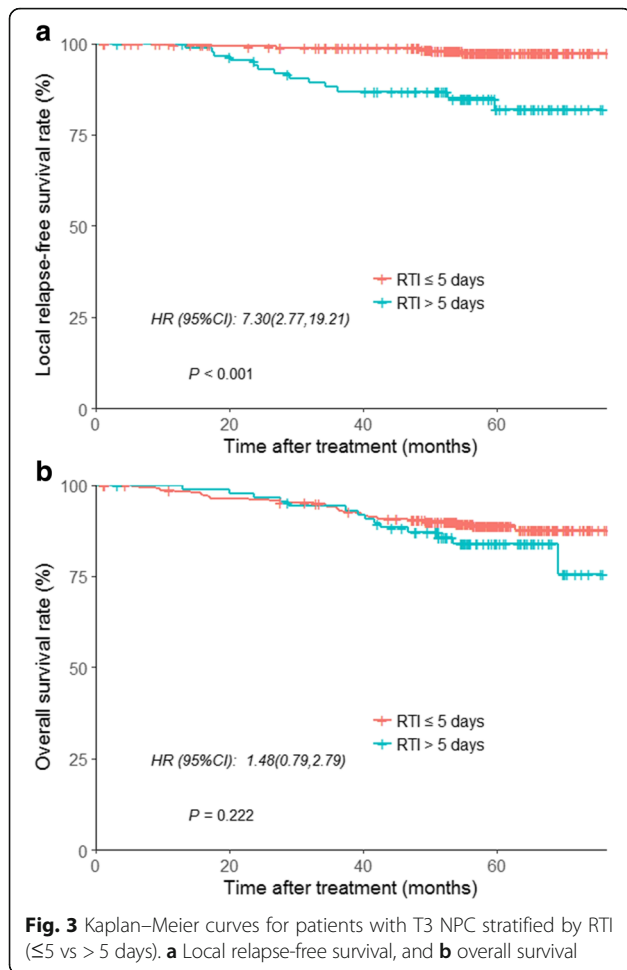 a
100
75
50
25
0
Local relapse-free survival rate (%)
RTI ≤ 5 days
RTI > 5 days
HR (95%CI): 7.30(2.77,19.21)
P < 0.001
0 20 40 60
Time after treatment (months)
b
100
75
50
25
0
Overall survival rate (%)
RTI ≤ 5 days
RTI > 5 days
HR (95%CI): 1.48(0.79,2.79)
P = 0.222
0 20 40 60
Time after treatment (months)
Fig. 3 Kaplan–Meier curves for patients with T3 NPC stratified by RTI
(≤5 vs > 5 days). a Local relapse-free survival, and b overall survival